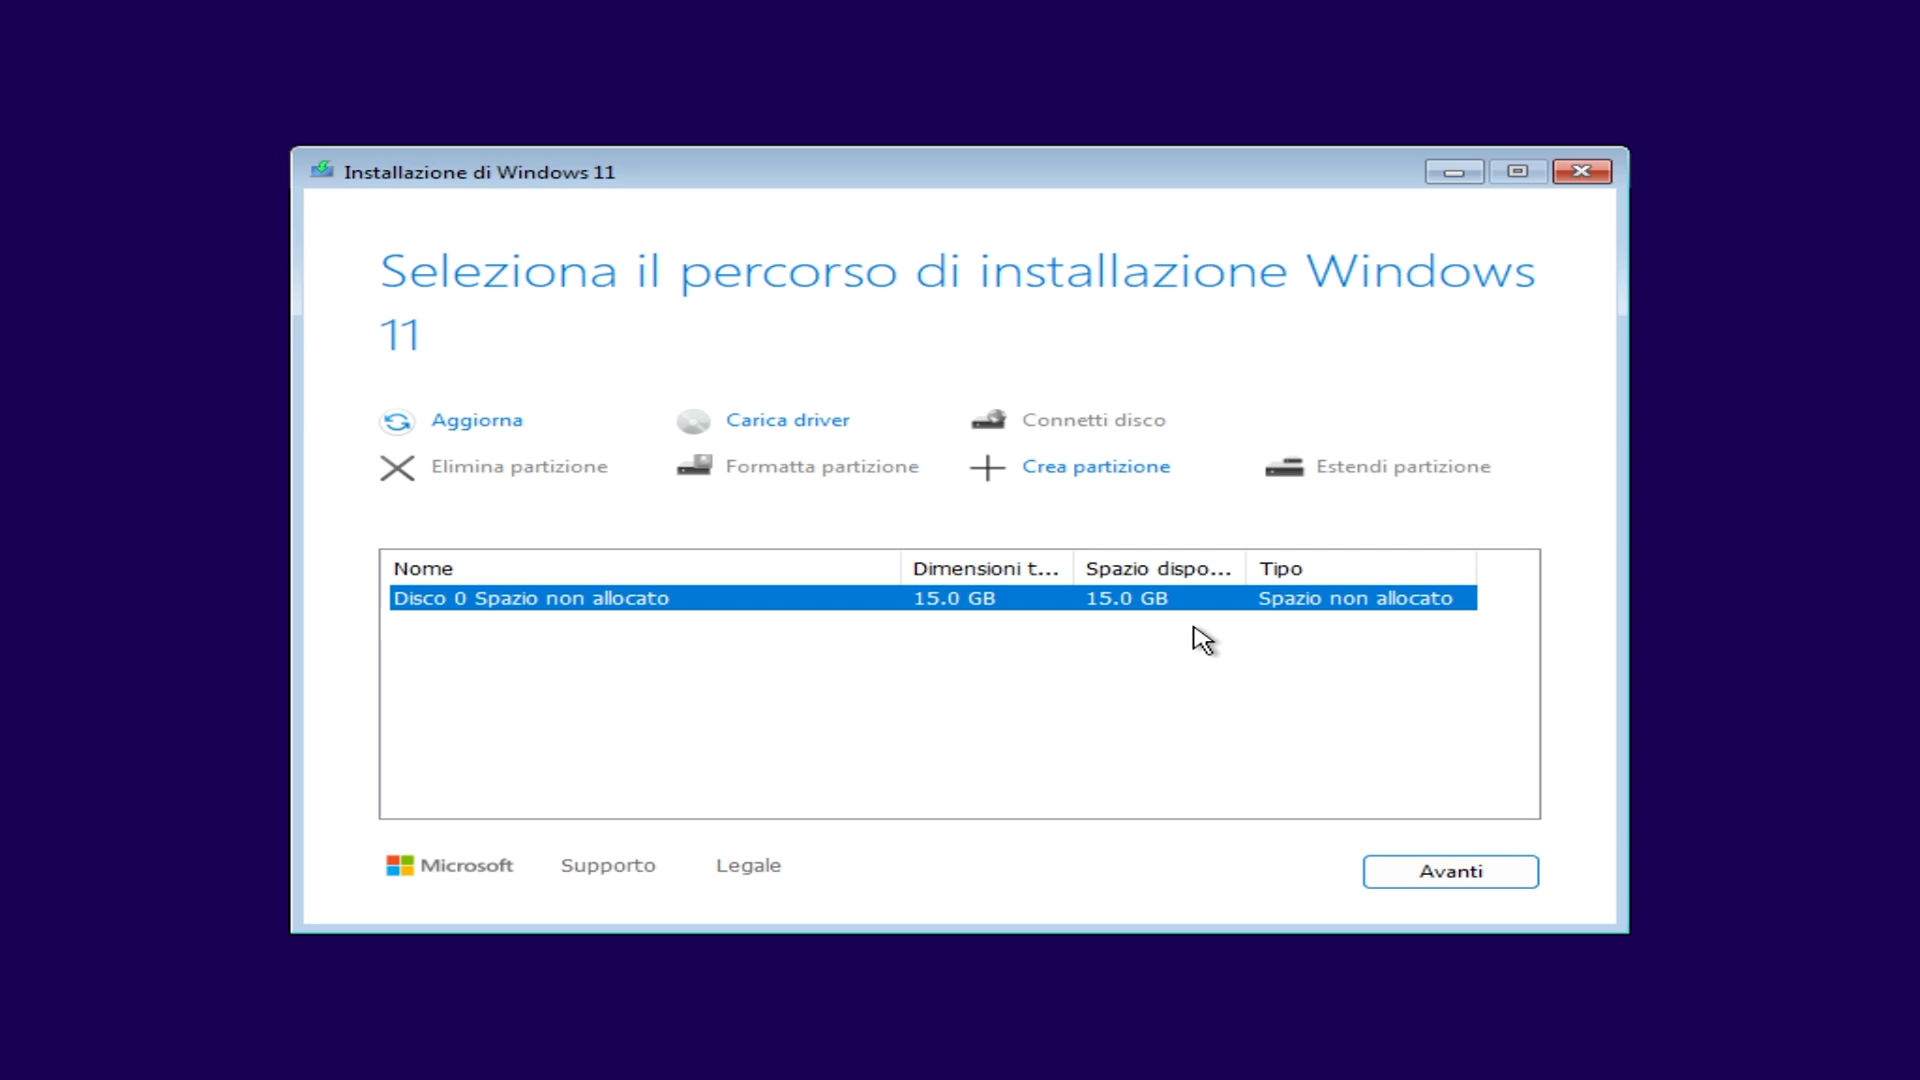 Installazione di Windows 11
Seleziona il percorso di installazione Windows
11
Aggiorna Carica driver Connetti disco
Elimina partizione Formatta partizione Crea partizione Estendi partizione
Nome Dimensioni t... Spazio dispo... Tipo
Disco 0 Spazio non allocato 15.0 GB 15.0 GB Spazio non allocato
Microsoft Supporto Legale Avanti